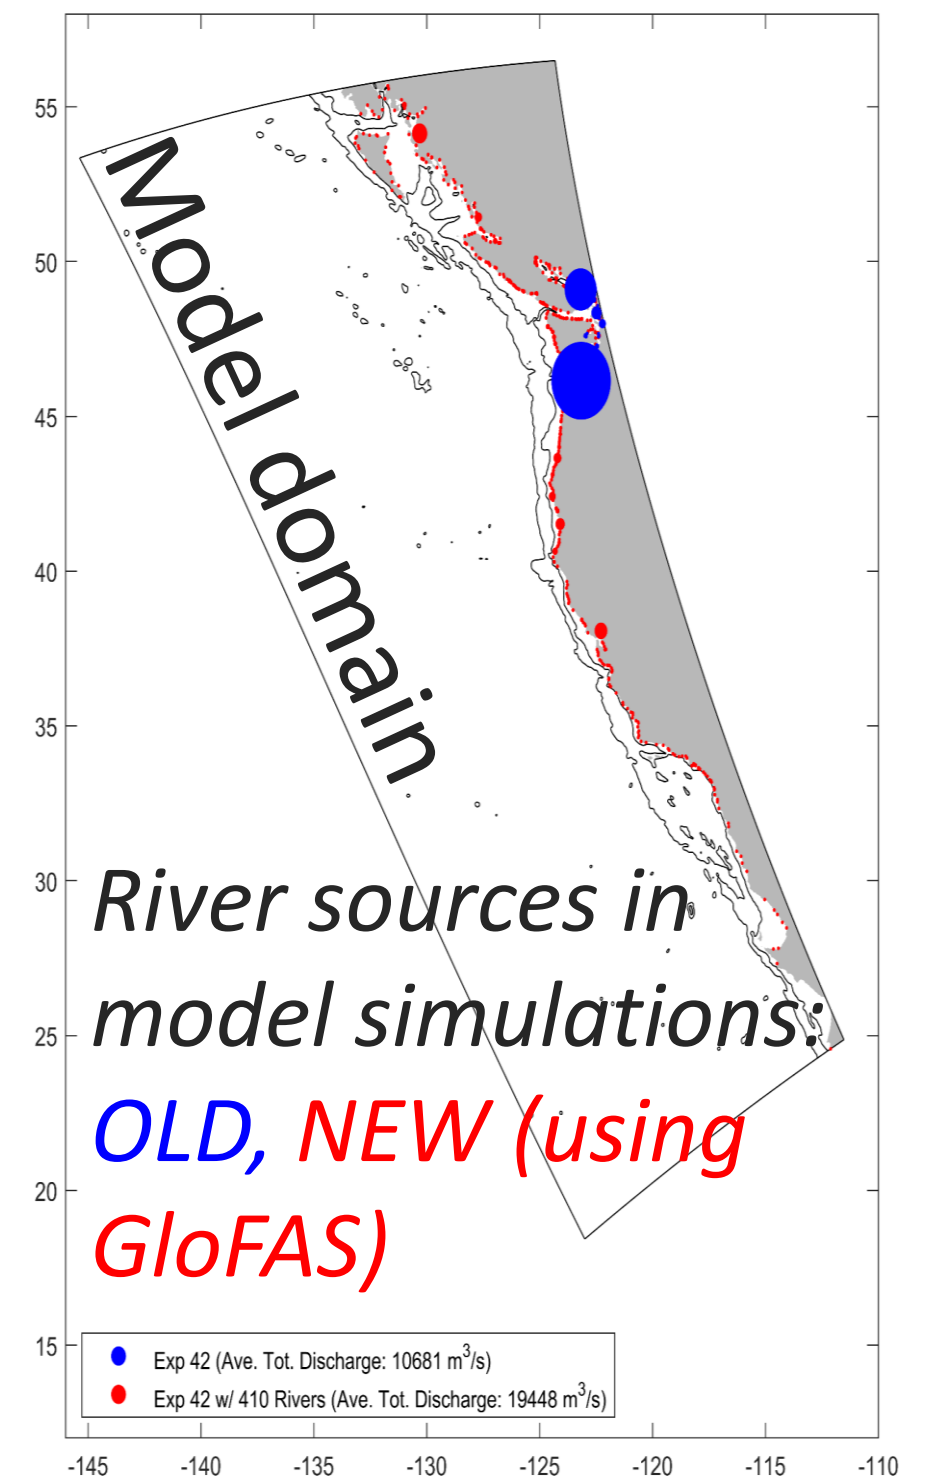 55
50
45
40
35
30
25
20
15
-145
-140
-135
-130
-125
-120
-115
-110
Model domain
River sources in
model simulations:
OLD, NEW (using
GloFAS)
Exp 42 (Ave. Tot. Discharge: 10681 m³/s)
Exp 42 w/ 410 Rivers (Ave. Tot. Discharge: 19448 m³/s)